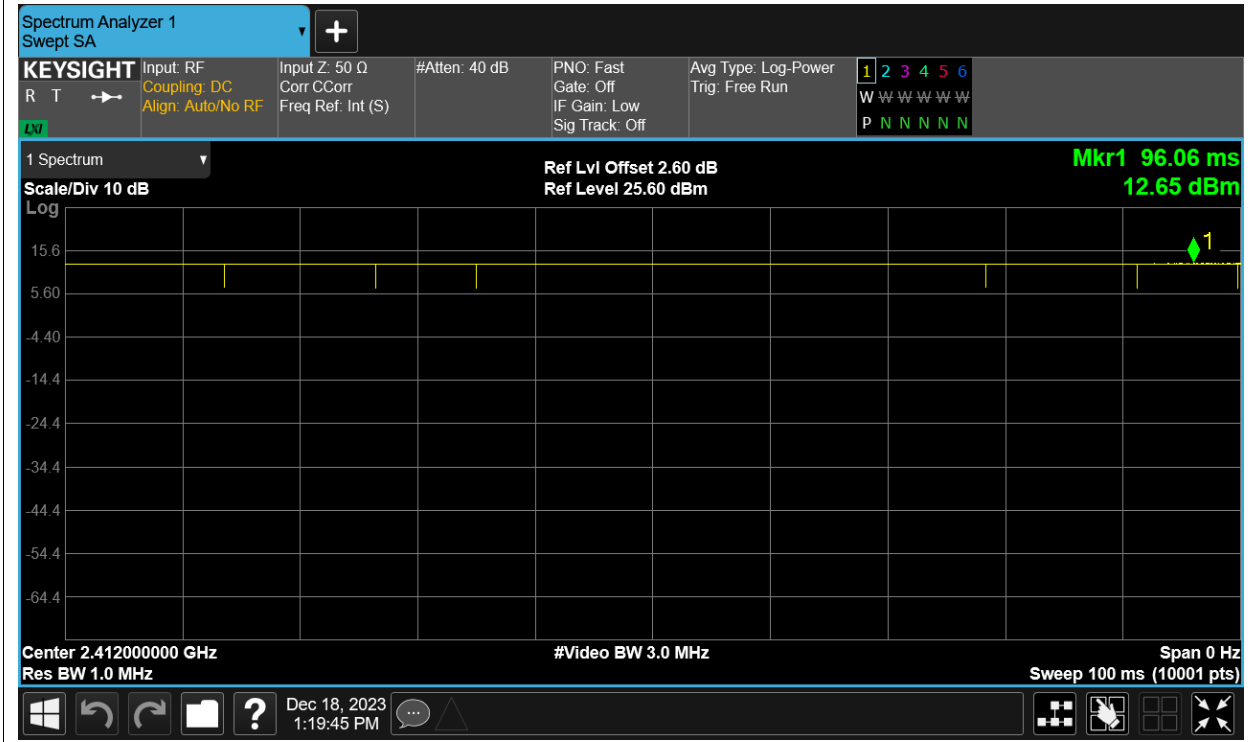 Spectrum Analyzer 1
Swept SA
KEYSIGHT
R T
LXI
Input: RF
Coupling: DC
Align: Auto/No RF
Input Z: 50 Ω
Corr CCorr
Freq Ref: Int (S)
#Atten: 40 dB
PNO: Fast
Gate: Off
IF Gain: Low
Sig Track: Off
Avg Type: Log-Power
Trig: Free Run
1 2 3 4 5 6
W W W W W W
P N N N N N
1 Spectrum
Scale/Div 10 dB
Log
Ref Lvl Offset 2.60 dB
Ref Level 25.60 dBm
Mkr1 96.06 ms
12.65 dBm
1
15.6
5.60
-4.40
-14.4
-24.4
-34.4
-44.4
-54.4
-64.4
Center 2.412000000 GHz
Res BW 1.0 MHz
#Video BW 3.0 MHz
Span 0 Hz
Sweep 100 ms (10001 pts)
?
Dec 18, 2023
1:19:45 PM